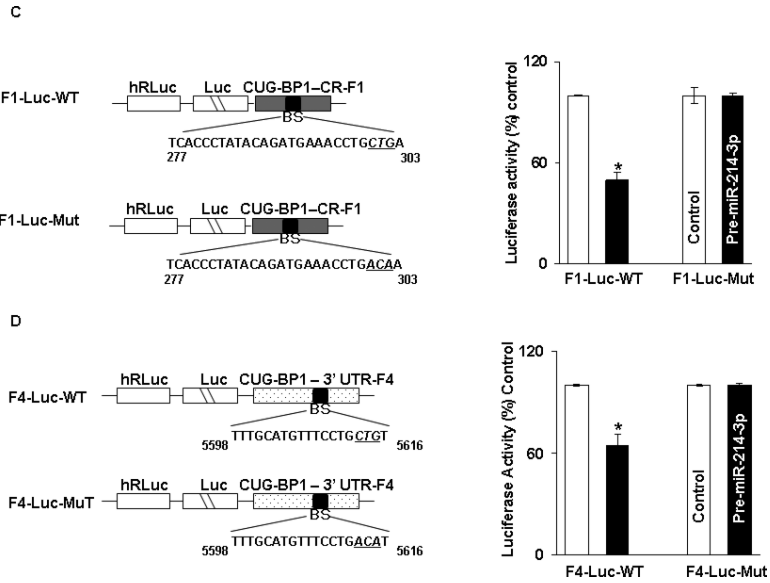 C
hRLuc Luc CUG-BP1–CR-F1
F1-Luc-WT
BS
TCACCCTATACAGATGAAACCTGCTGA
277 303
hRLuc Luc CUG-BP1–CR-F1
F1-Luc-Mut
BS
TCACCCTATACAGATGAAACCTGACAA
277 303
Luciferase activity (%) control
120
60
0
*
Control
Pre-miR-214-3p
F1-Luc-WT F1-Luc-Mut
D
hRLuc Luc CUG-BP1 – 3’ UTR-F4
F4-Luc-WT
BS
5598 TTTGCATGTTTCCTGCTGT 5616
hRLuc Luc CUG-BP1 – 3’ UTR-F4
F4-Luc-MuT
BS
5598 TTTGCATGTTTCCTGACAT 5616
Luciferase Activity (%) Control
120
60
0
*
Control
Pre-miR-214-3p
F4-Luc-WT F4-Luc-Mut